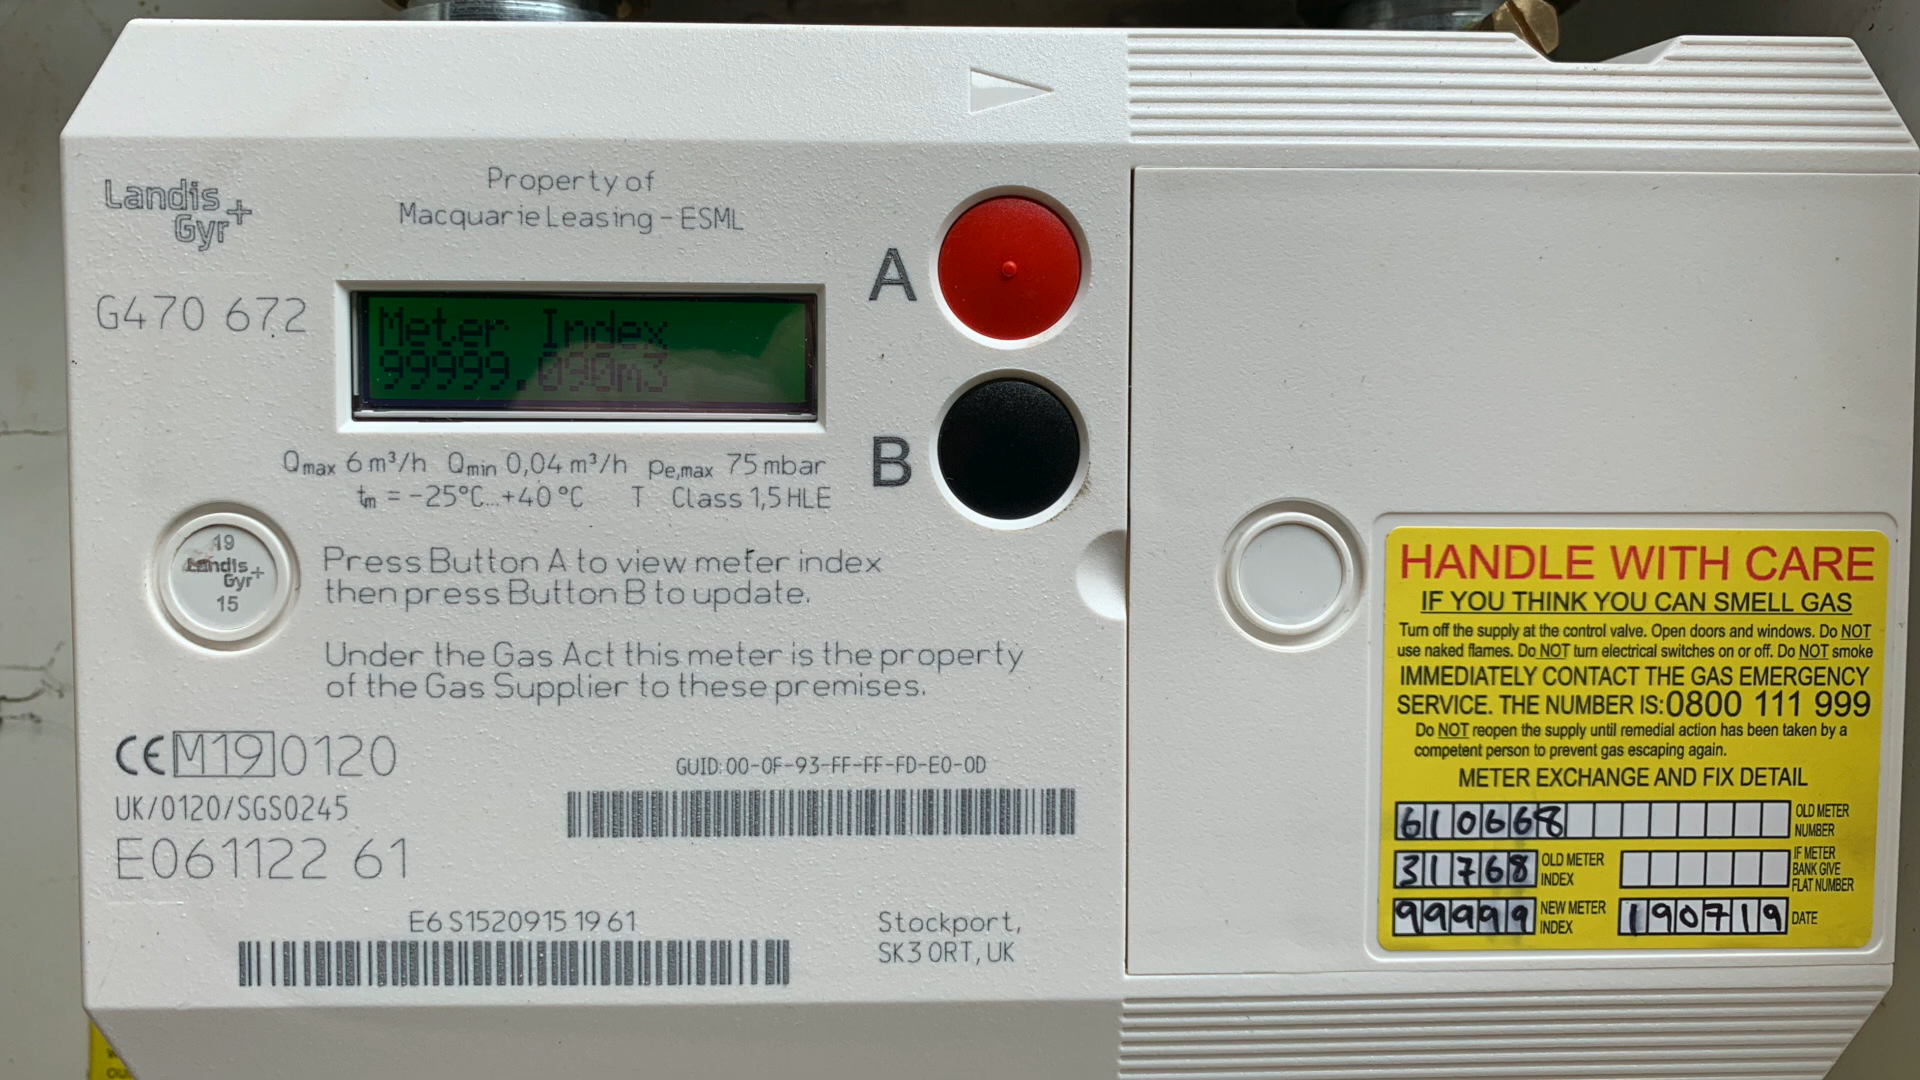 Landis
Gyr+
Property of
Macquarie Leasing - ESML
A
G470 672
Meter Index
99999.090m3
B
Qmax 6 m³/h Qmin 0,04 m³/h pe,max 75 mbar
tm = -25°C...+40 °C T Class 1,5 HLE
19
Landis
Gyr+
15
Press Button A to view meter index
then press Button B to update.
Under the Gas Act this meter is the property
of the Gas Supplier to these premises.
CE M19 0120
UK/0120/SGS0245
E061122 61
GUID:00-0F-93-FF-FF-FD-E0-0D
E6 S15209151961
Stockport,
SK3 0RT, UK
HANDLE WITH CARE
IF YOU THINK YOU CAN SMELL GAS
Turn off the supply at the control valve. Open doors and windows. Do NOT
use naked flames. Do NOT turn electrical switches on or off. Do NOT smoke
IMMEDIATELY CONTACT THE GAS EMERGENCY
SERVICE. THE NUMBER IS:0800 111 999
Do NOT reopen the supply until remedial action has been taken by a
competent person to prevent gas escaping again.
METER EXCHANGE AND FIX DETAIL
610668 OLD METER NUMBER
31768 OLD METER INDEX
IF METER BANK GIVE FLAT NUMBER
99999 NEW METER INDEX
190719 DATE